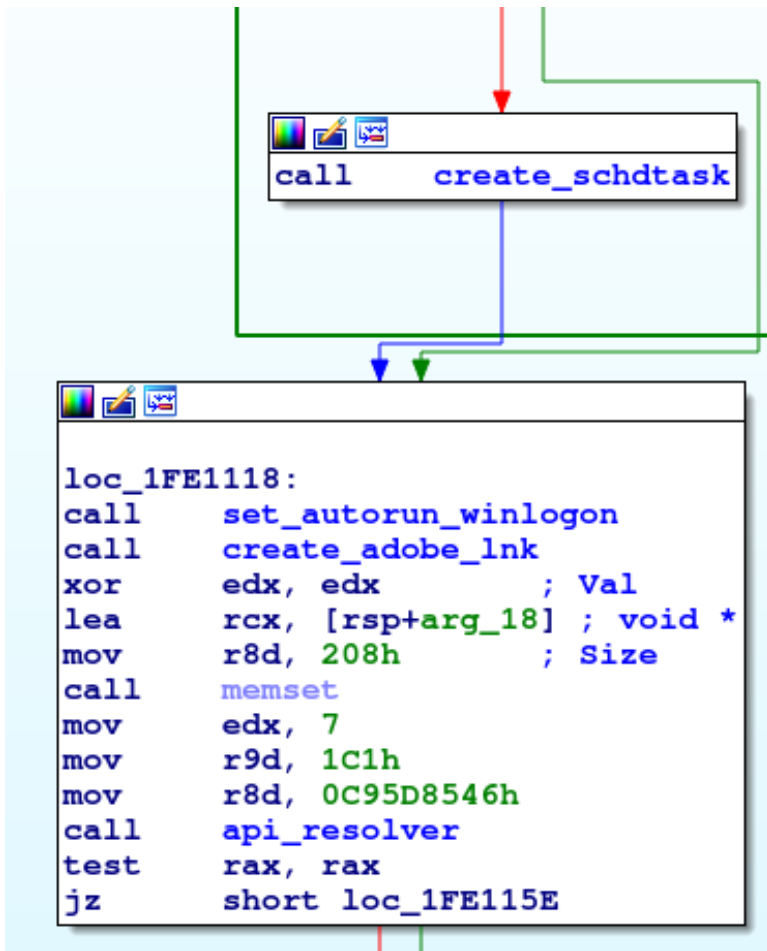 call create_schdtask
loc_1FE1118:
call set_autorun_winlogon
call create_adobe_lnk
xor edx, edx ; Val
lea rcx, [rsp+arg_18] ; void *
mov r8d, 208h ; Size
call memset
mov edx, 7
mov r9d, 1C1h
mov r8d, 0C95D8546h
call api_resolver
test rax, rax
jz short loc_1FE115E